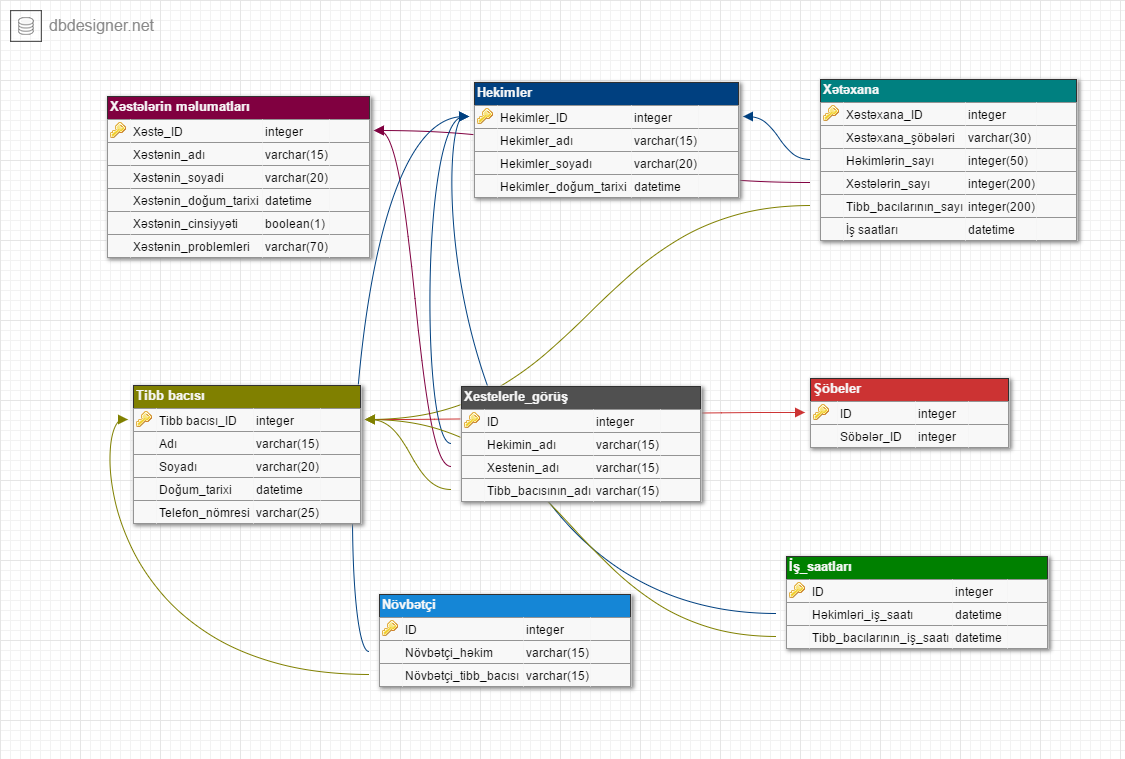 dbdesigner.net
Xəstələrin məlumatları
Xəstə_ID integer
Xəstənin_adı varchar(15)
Xəstənin_soyadi varchar(20)
Xəstənin_doğum_tarixi datetime
Xəstənin_cinsiyyəti boolean(1)
Xəstənin_problemleri varchar(70)
Hekimler
Hekimler_ID integer
Hekimler_adı varchar(15)
Hekimler_soyadı varchar(20)
Hekimler_doğum_tarixi datetime
Xətəxana
Xəstəxana_ID integer
Xəstəxana_şöbeləri varchar(30)
Həkimlərin_sayı integer(50)
Xəstələrin_sayı integer(200)
Tibb_bacılarının_sayı integer(200)
İş saatları datetime
Tibb bacısı
Tibb bacısı_ID integer
Adı varchar(15)
Soyadı varchar(20)
Doğum_tarixi datetime
Telefon_nömresi varchar(25)
Xestelerle_görüş
ID integer
Hekimin_adı varchar(15)
Xestenin_adı varchar(15)
Tibb_bacısının_adı varchar(15)
Şöbeler
ID integer
Söbələr_ID integer
İş_saatları
ID integer
Həkimləri_iş_saatı datetime
Tibb_bacılarının_iş_saatı datetime
Növbətçi
ID integer
Növbətçi_həkim varchar(15)
Növbətçi_tibb_bacısı varchar(15)